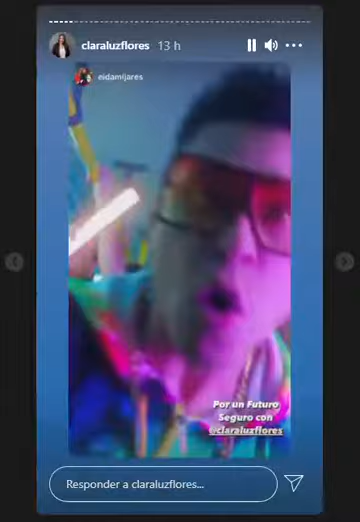 claraluzflores 13 h
eidamijares
Por un Futuro
Seguro con
@claraluzflores
Responder a claraluzflores...